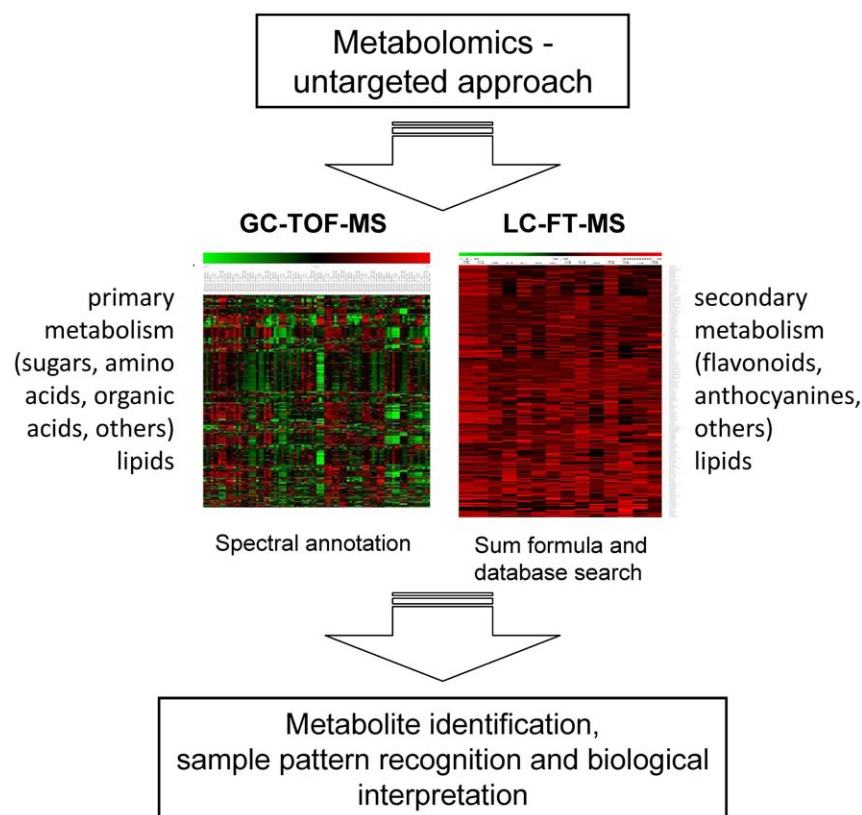 Metabolomics -
untargeted approach
GC-TOF-MS
LC-FT-MS
primary
metabolism
(sugars, amino
acids, organic
acids, others)
lipids
secondary
metabolism
(flavonoids,
anthocyanines,
others)
lipids
Spectral annotation
Sum formula and
database search
Metabolite identification,
sample pattern recognition and biological
interpretation